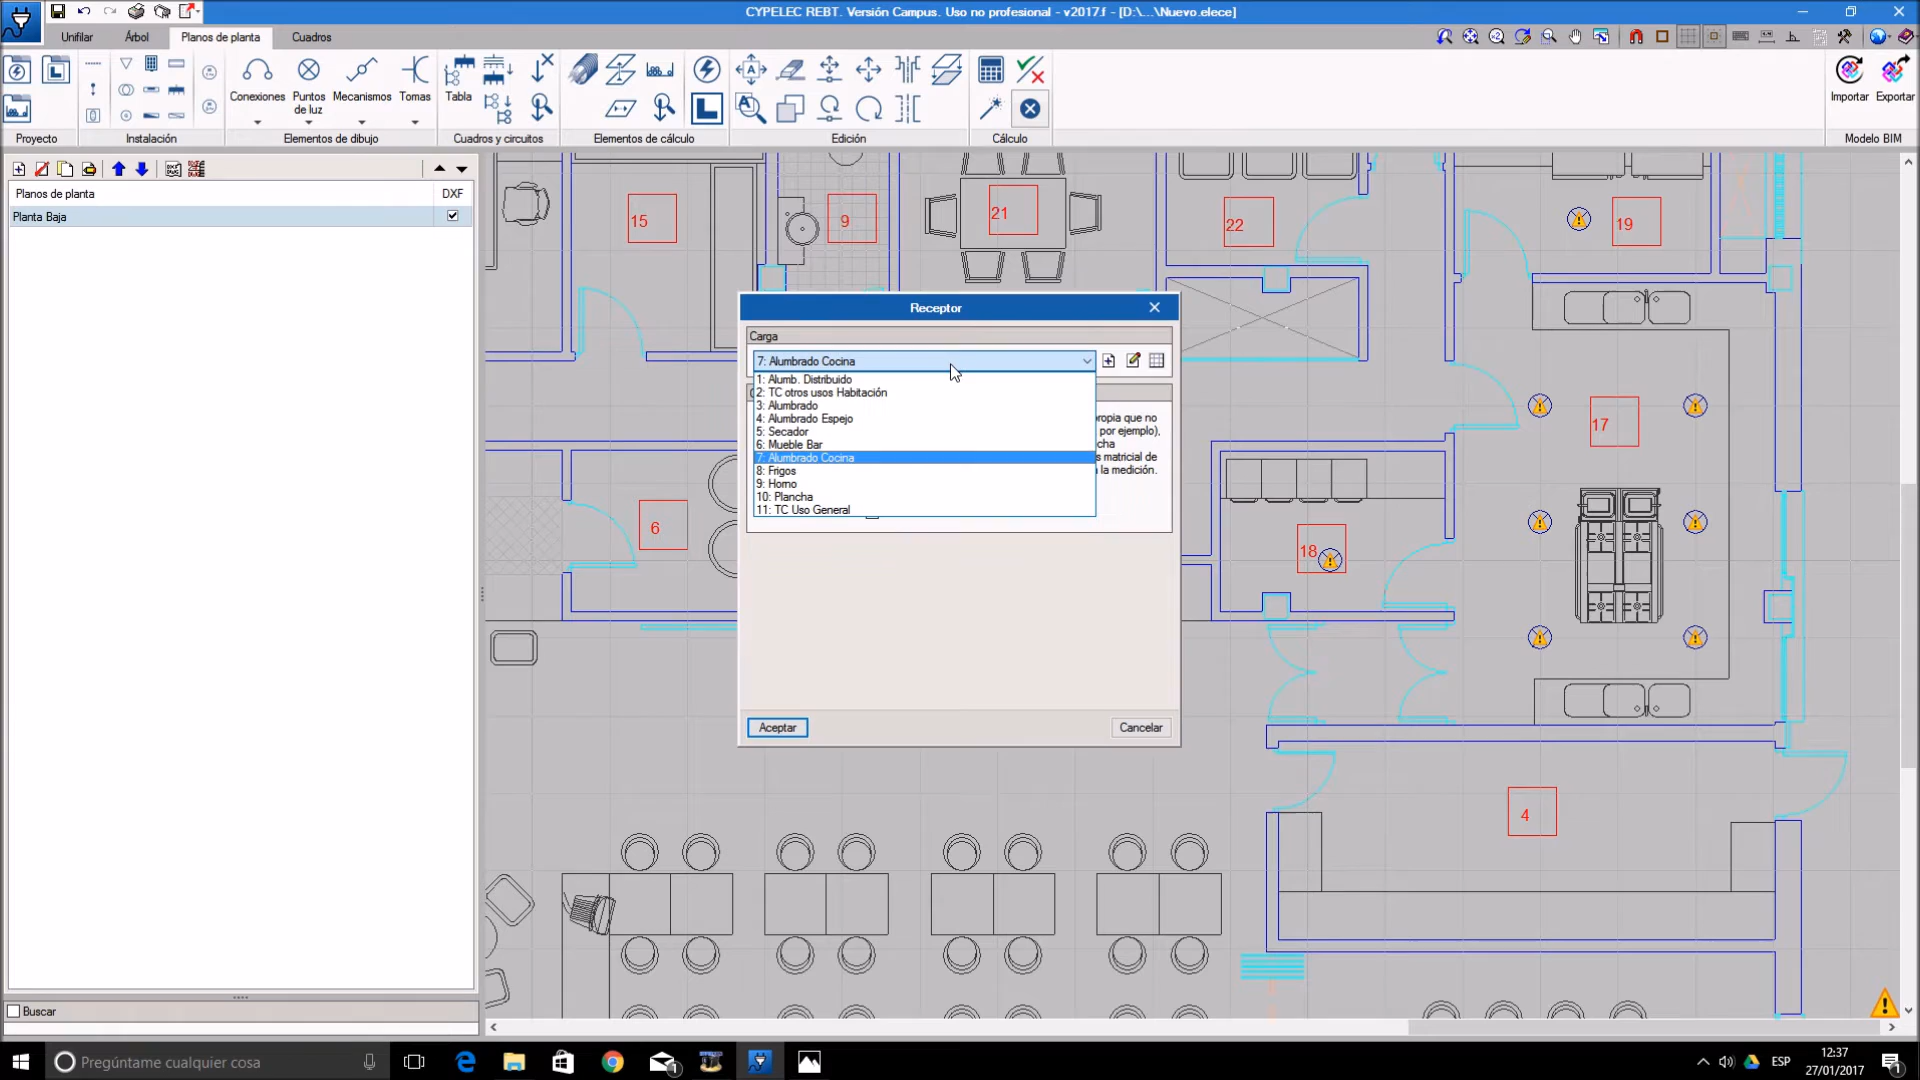 CYPELEC REBT. Versión Campus. Uso no profesional - v2017.f - [D:\...\Nuevo.elece]
Unifilar
Árbol
Planos de planta
Cuadros
Conexiones
Puntos de luz
Mecanismos
Tomas
Tabla
Importar
Exportar
Proyecto
Instalación
Elementos de dibujo
Cuadros y circuitos
Elementos de cálculo
Edición
Cálculo
Modelo BIM
Planos de planta
DXF
Planta Baja
15
9
21
22
19
17
6
18
4
Receptor
Carga
7: Alumbrado Cocina
1: Alumb. Distribuido
2: TC otros usos Habitación
3: Alumbrado
4: Alumbrado Espejo
5: Secador
6: Mueble Bar
7: Alumbrado Cocina
8: Frigos
9: Horno
10: Plancha
11: TC Uso General
propia que no
por ejemplo),
cha
s matricial de
la medición.
Aceptar
Cancelar
Buscar
Pregúntame cualquier cosa
ESP
12:37
27/01/2017